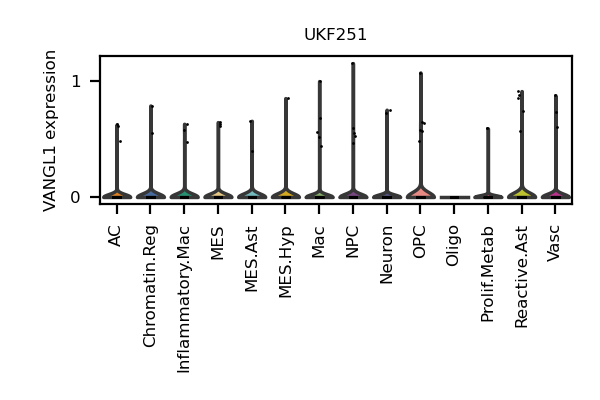 UKF251
VANGL1 expression
1
0
AC
Chromatin.Reg
Inflammatory.Mac
MES
MES.Ast
MES.Hyp
Mac
NPC
Neuron
OPC
Oligo
Prolif.Metab
Reactive.Ast
Vasc